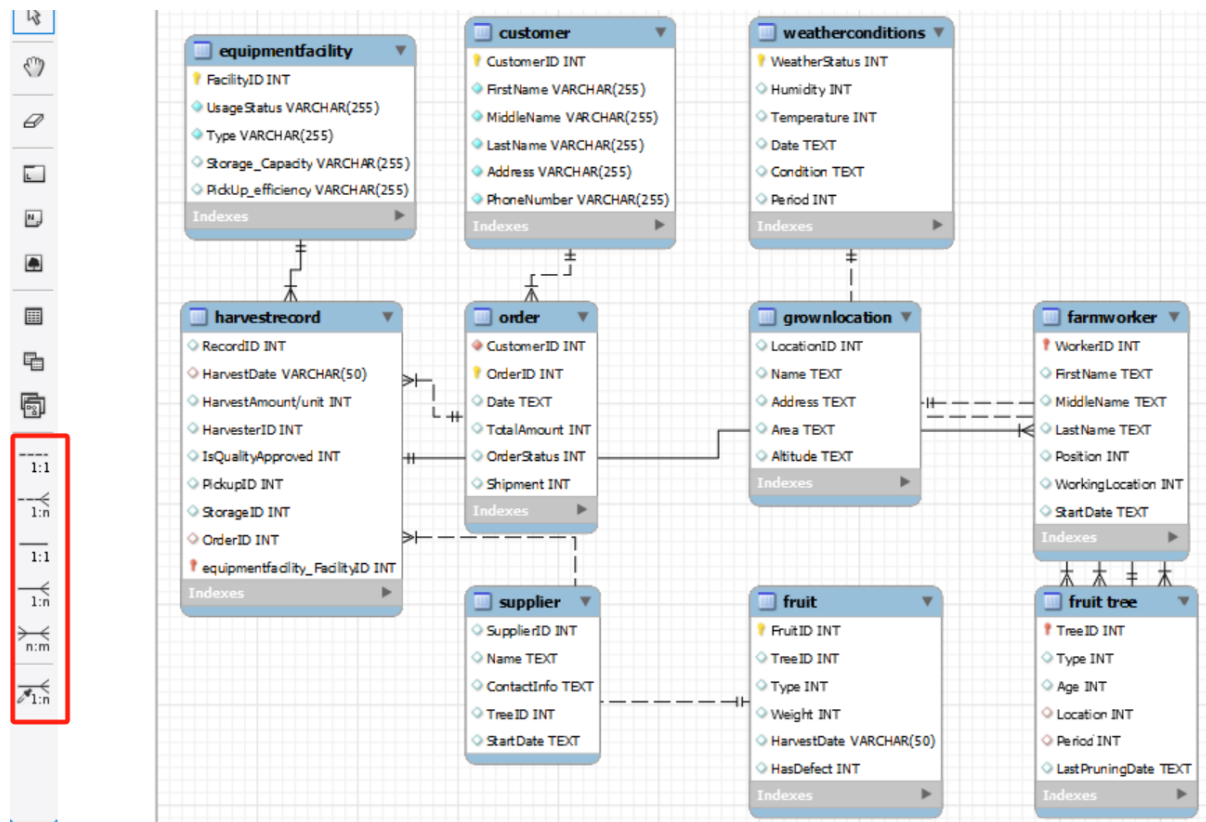 equipmentfacility
FacilityID INT
UsageStatus VARCHAR(255)
Type VARCHAR(255)
Storage_Capacity VARCHAR(255)
PickUp_efficiency VARCHAR(255)
Indexes
customer
CustomerID INT
FirstName VARCHAR(255)
MiddleName VARCHAR(255)
LastName VARCHAR(255)
Address VARCHAR(255)
PhoneNumber VARCHAR(255)
Indexes
weatherconditions
WeatherStatus INT
Humidity INT
Temperature INT
Date TEXT
Condition TEXT
Period INT
Indexes
harvestrecord
RecordID INT
HarvestDate VARCHAR(50)
HarvestAmount/unit INT
HarvesterID INT
IsQualityApproved INT
PickupID INT
StorageID INT
OrderID INT
equipmentfacility_FacilityID INT
Indexes
order
CustomerID INT
OrderID INT
Date TEXT
TotalAmount INT
OrderStatus INT
Shipment INT
Indexes
grownlocation
LocationID INT
Name TEXT
Address TEXT
Area TEXT
Altitude TEXT
Indexes
farmworker
WorkerID INT
FirstName TEXT
MiddleName TEXT
LastName TEXT
Position INT
WorkingLocation INT
StartDate TEXT
Indexes
supplier
SupplierID INT
Name TEXT
ContactInfo TEXT
TreeID INT
StartDate TEXT
fruit
FruitID INT
TreeID INT
Type INT
Weight INT
HarvestDate VARCHAR(50)
HasDefect INT
Indexes
fruit tree
TreeID INT
Type INT
Age INT
Location INT
Period INT
LastPruningDate TEXT
Indexes
1:1
1:n
1:1
1:n
n:m
1:n